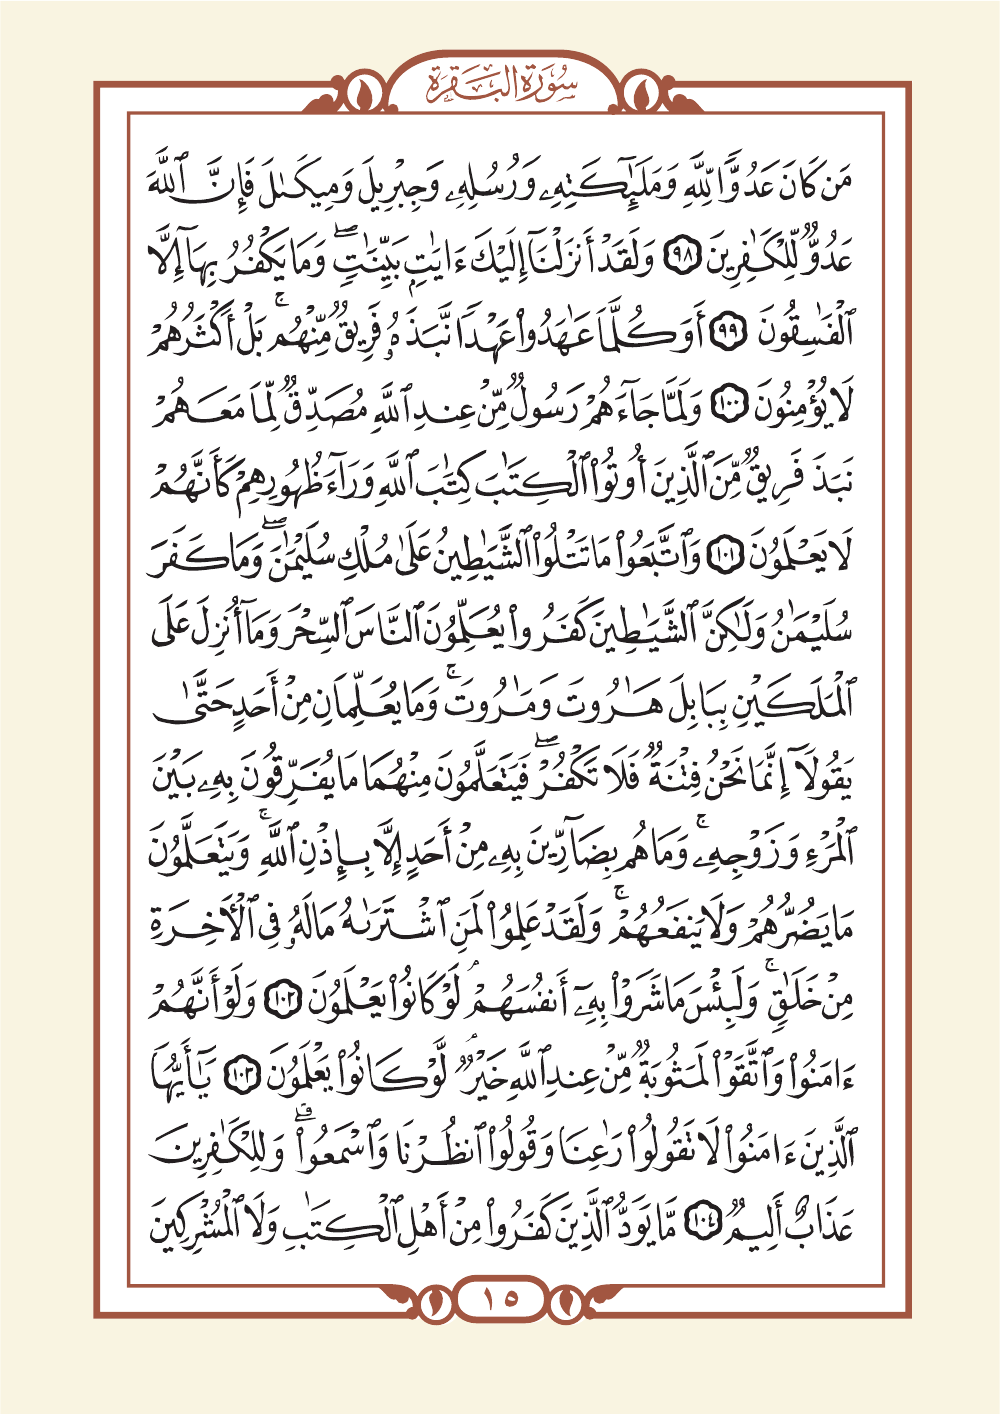 سُورَةُ البَقَرَة
مَن كَانَ عَدُوًّا لِّلَّهِ وَمَلَٰٓئِكَتِهِۦ وَرُسُلِهِۦ وَجِبْرِيلَ وَمِيكَىٰلَ فَإِنَّ ٱللَّهَ
عَدُوٌّ لِّلْكَٰفِرِينَ ٩٨ وَلَقَدْ أَنزَلْنَآ إِلَيْكَ ءَايَٰتٍۭ بَيِّنَٰتٍۖ وَمَا يَكْفُرُ بِهَآ إِلَّا
ٱلْفَٰسِقُونَ ٩٩ أَوَكُلَّمَا عَٰهَدُوا۟ عَهْدًا نَّبَذَهُۥ فَرِيقٌ مِّنْهُمۚ بَلْ أَكْثَرُهُمْ
لَا يُؤْمِنُونَ ١٠٠ وَلَمَّا جَآءَهُمْ رَسُولٌ مِّنْ عِندِ ٱللَّهِ مُصَدِّقٌ لِّمَا مَعَهُمْ
نَبَذَ فَرِيقٌ مِّنَ ٱلَّذِينَ أُوتُوا۟ ٱلْكِتَٰبَ كِتَٰبَ ٱللَّهِ وَرَآءَ ظُهُورِهِمْ كَأَنَّهُمْ
لَا يَعْلَمُونَ ١٠١ وَٱتَّبَعُوا۟ مَا تَتْلُوا۟ ٱلشَّيَٰطِينُ عَلَىٰ مُلْكِ سُلَيْمَٰنَۖ وَمَا كَفَرَ
سُلَيْمَٰنُ وَلَٰكِنَّ ٱلشَّيَٰطِينَ كَفَرُوا۟ يُعَلِّمُونَ ٱلنَّاسَ ٱلسِّحْرَ وَمَآ أُنزِلَ عَلَى
ٱلْمَلَكَيْنِ بِبَابِلَ هَٰرُوتَ وَمَٰرُوتَۚ وَمَا يُعَلِّمَانِ مِنْ أَحَدٍ حَتَّىٰ
يَقُولَآ إِنَّمَا نَحْنُ فِتْنَةٌ فَلَا تَكْفُرْۖ فَيَتَعَلَّمُونَ مِنْهُمَا مَا يُفَرِّقُونَ بِهِۦ بَيْنَ
ٱلْمَرْءِ وَزَوْجِهِۦۚ وَمَا هُم بِضَآرِّينَ بِهِۦ مِنْ أَحَدٍ إِلَّا بِإِذْنِ ٱللَّهِۚ وَيَتَعَلَّمُونَ
مَا يَضُرُّهُمْ وَلَا يَنفَعُهُمْۚ وَلَقَدْ عَلِمُوا۟ لَمَنِ ٱشْتَرَىٰهُ مَا لَهُۥ فِى ٱلْأَخِرَةِ
مِنْ خَلَٰقٍۚ وَلَبِئْسَ مَا شَرَوْا۟ بِهِۦٓ أَنفُسَهُمْۚ لَوْ كَانُوا۟ يَعْلَمُونَ ١٠٢ وَلَوْ أَنَّهُمْ
ءَامَنُوا۟ وَٱتَّقَوْا۟ لَمَثُوبَةٌ مِّنْ عِندِ ٱللَّهِ خَيْرٌۚ لَّوْ كَانُوا۟ يَعْلَمُونَ ١٠٣ يَٰٓأَيُّهَا
ٱلَّذِينَ ءَامَنُوا۟ لَا تَقُولُوا۟ رَٰعِنَا وَقُولُوا۟ ٱنظُرْنَا وَٱسْمَعُوا۟ۗ وَلِلْكَٰفِرِينَ
عَذَابٌ أَلِيمٌ ١٠٤ مَّا يَوَدُّ ٱلَّذِينَ كَفَرُوا۟ مِنْ أَهْلِ ٱلْكِتَٰبِ وَلَا ٱلْمُشْرِكِينَ
١٥